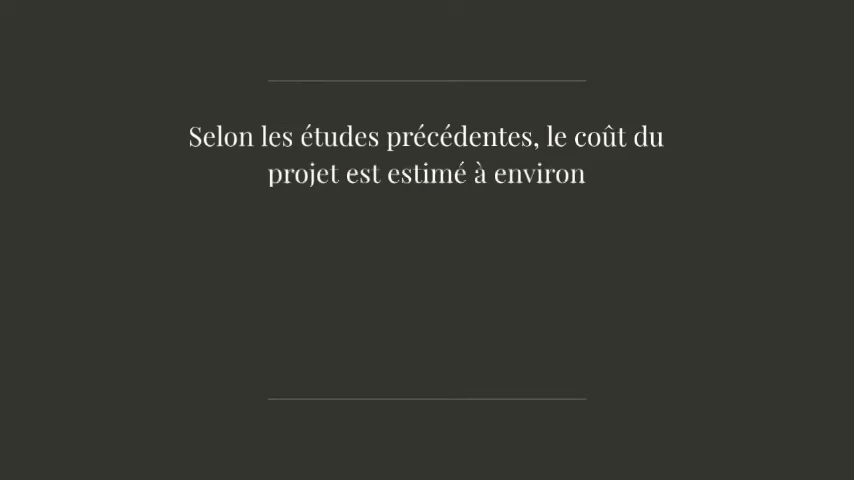 Selon les études précédentes, le coût du
projet est estimé à environ